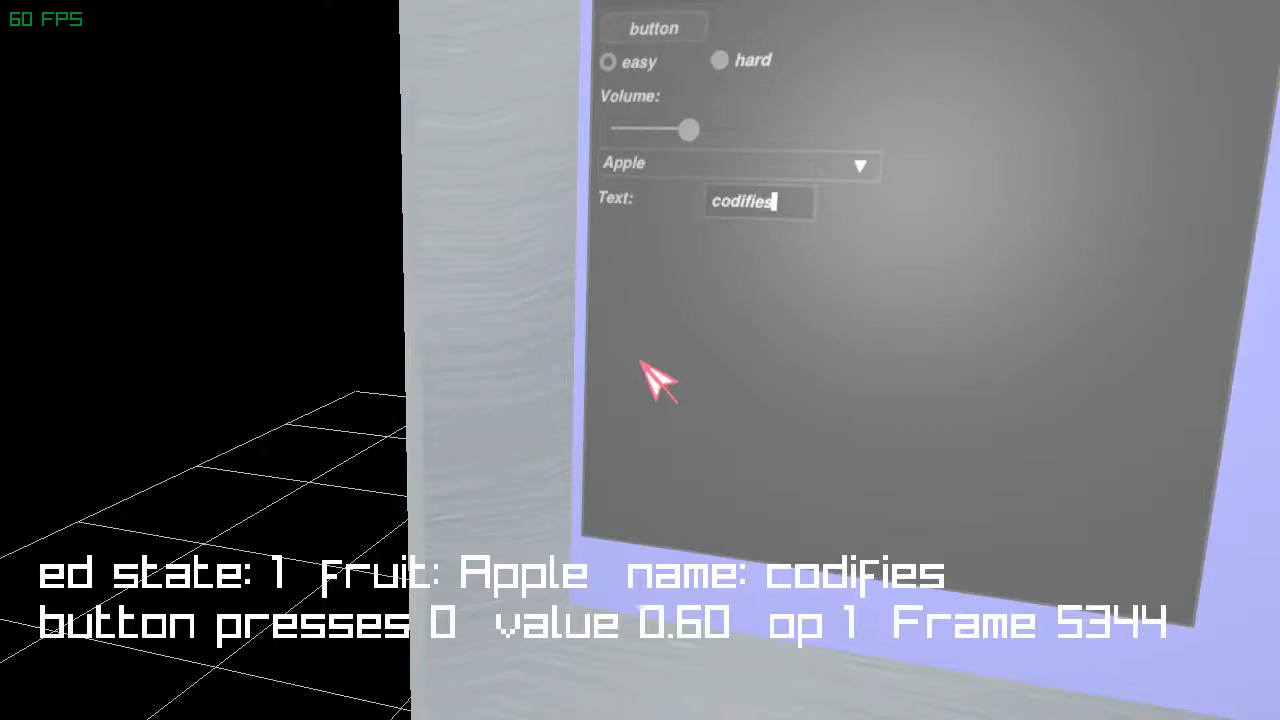 60 FPS
button
easy hard
Volume:
Apple
Text: codifies
ed state: 1 fruit: Apple name: codifies
button presses 0 value 0.60 op 1 Frame 5344